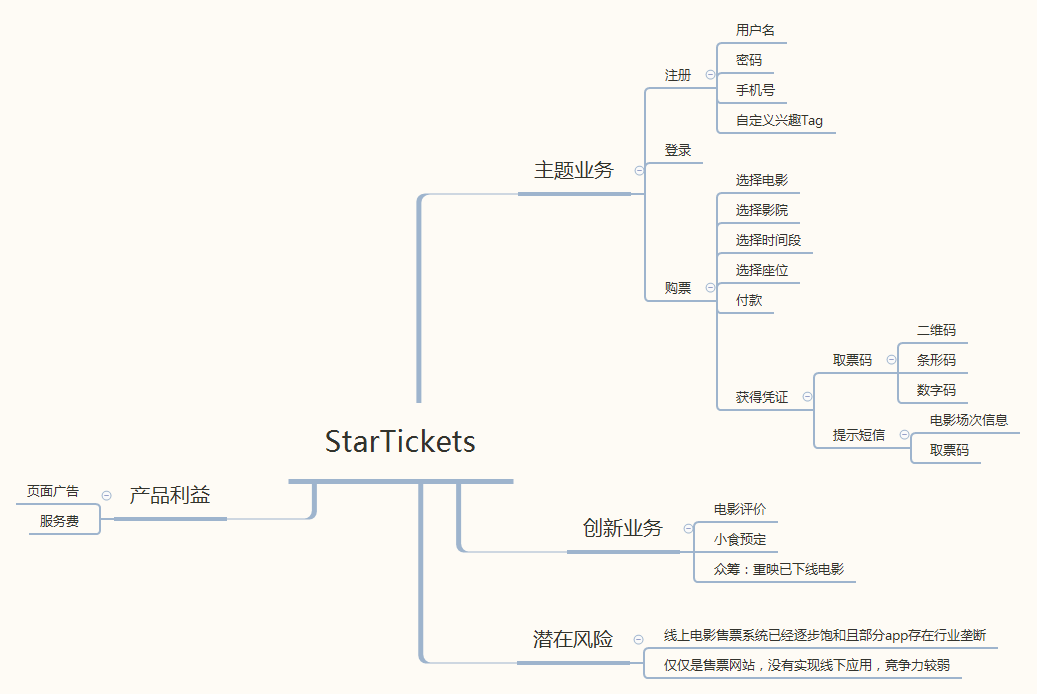 StarTickets
主题业务
注册
用户名
密码
手机号
自定义兴趣Tag
登录
购票
选择电影
选择影院
选择时间段
选择座位
付款
获得凭证
取票码
二维码
条形码
数字码
提示短信
电影场次信息
取票码
产品利益
页面广告
服务费
创新业务
电影评价
小食预定
众筹：重映已下线电影
潜在风险
线上电影售票系统已经逐步饱和且部分app存在行业垄断
仅仅是售票网站，没有实现线下应用，竞争力较弱